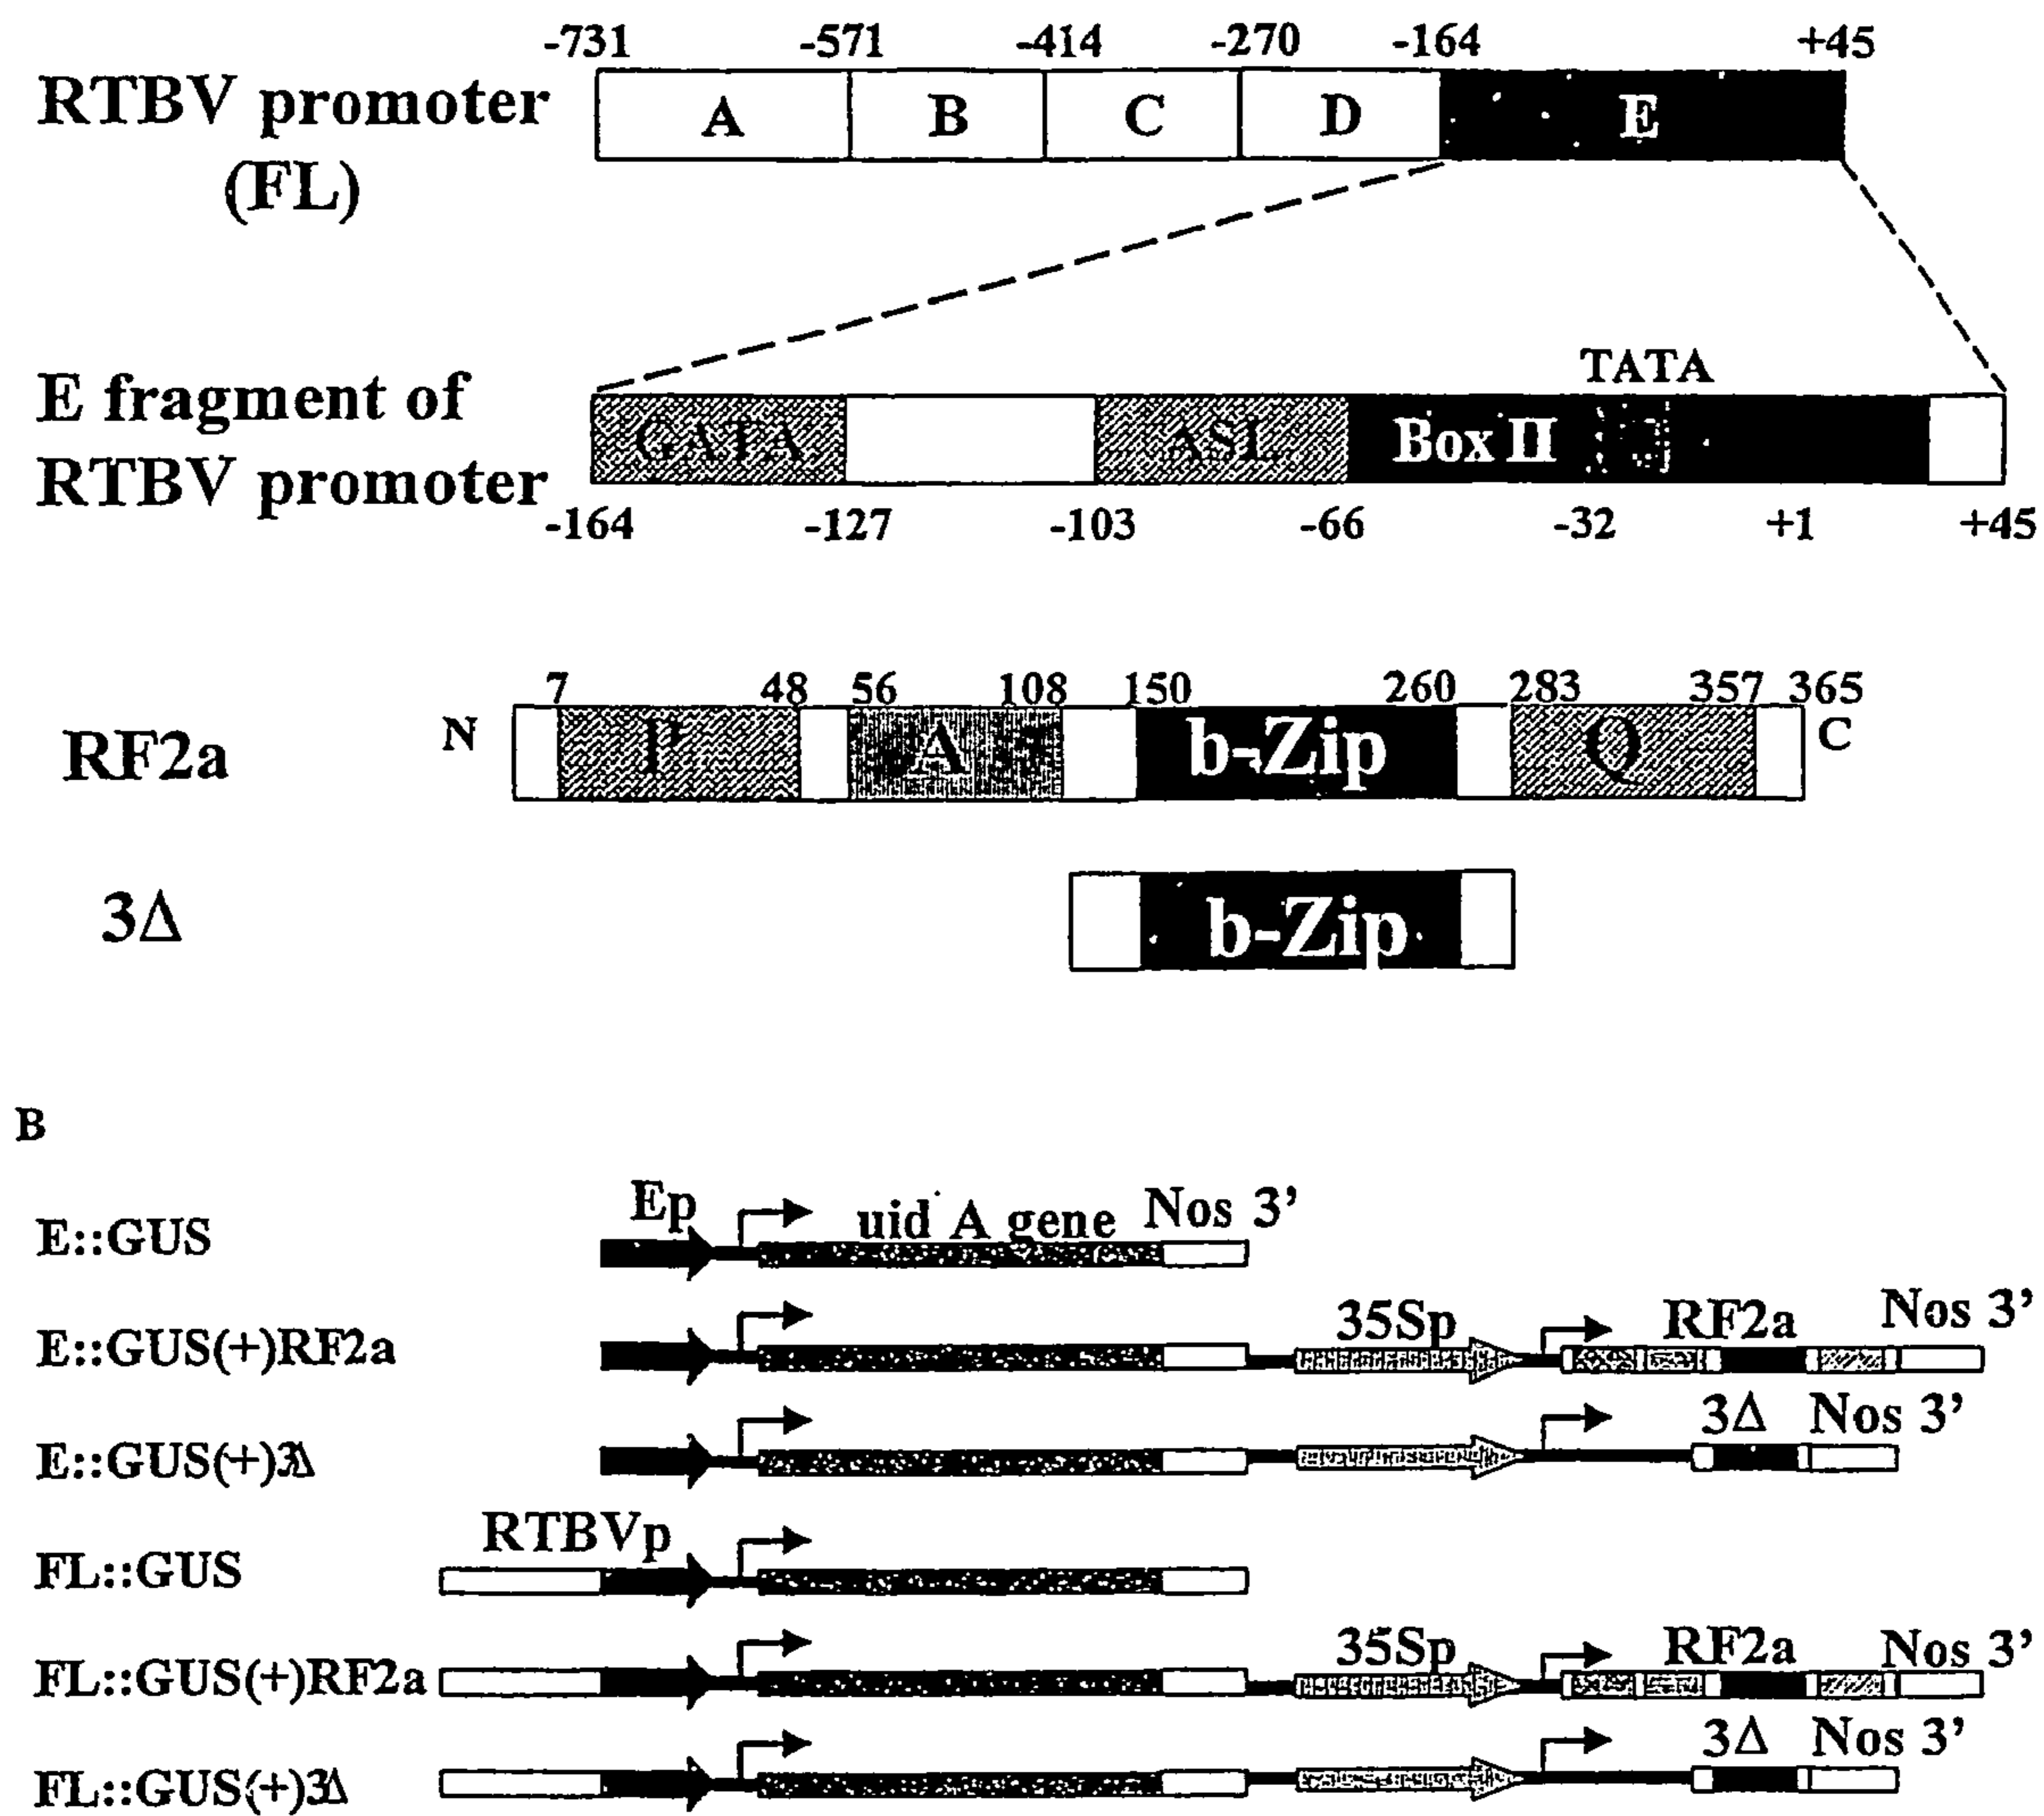 -731 -571 -414 -270 -164 +45
RTBV promoter
(FL)
A B C D E
TATA
E fragment of
RTBV promoter
GATA ASL Box II
-164 -127 -103 -66 -32 +1 +45
7 48 56 108 150 260 283 357 365
RF2a
N P A b-Zip Q C
3Δ
b-Zip
B
Ep uid A gene Nos 3’
E::GUS
35Sp RF2a Nos 3’
E::GUS(+)RF2a
3Δ Nos 3’
E::GUS(+)3Δ
RTBVp
FL::GUS
35Sp RF2a Nos 3’
FL::GUS(+)RF2a
3Δ Nos 3’
FL::GUS(+)3Δ